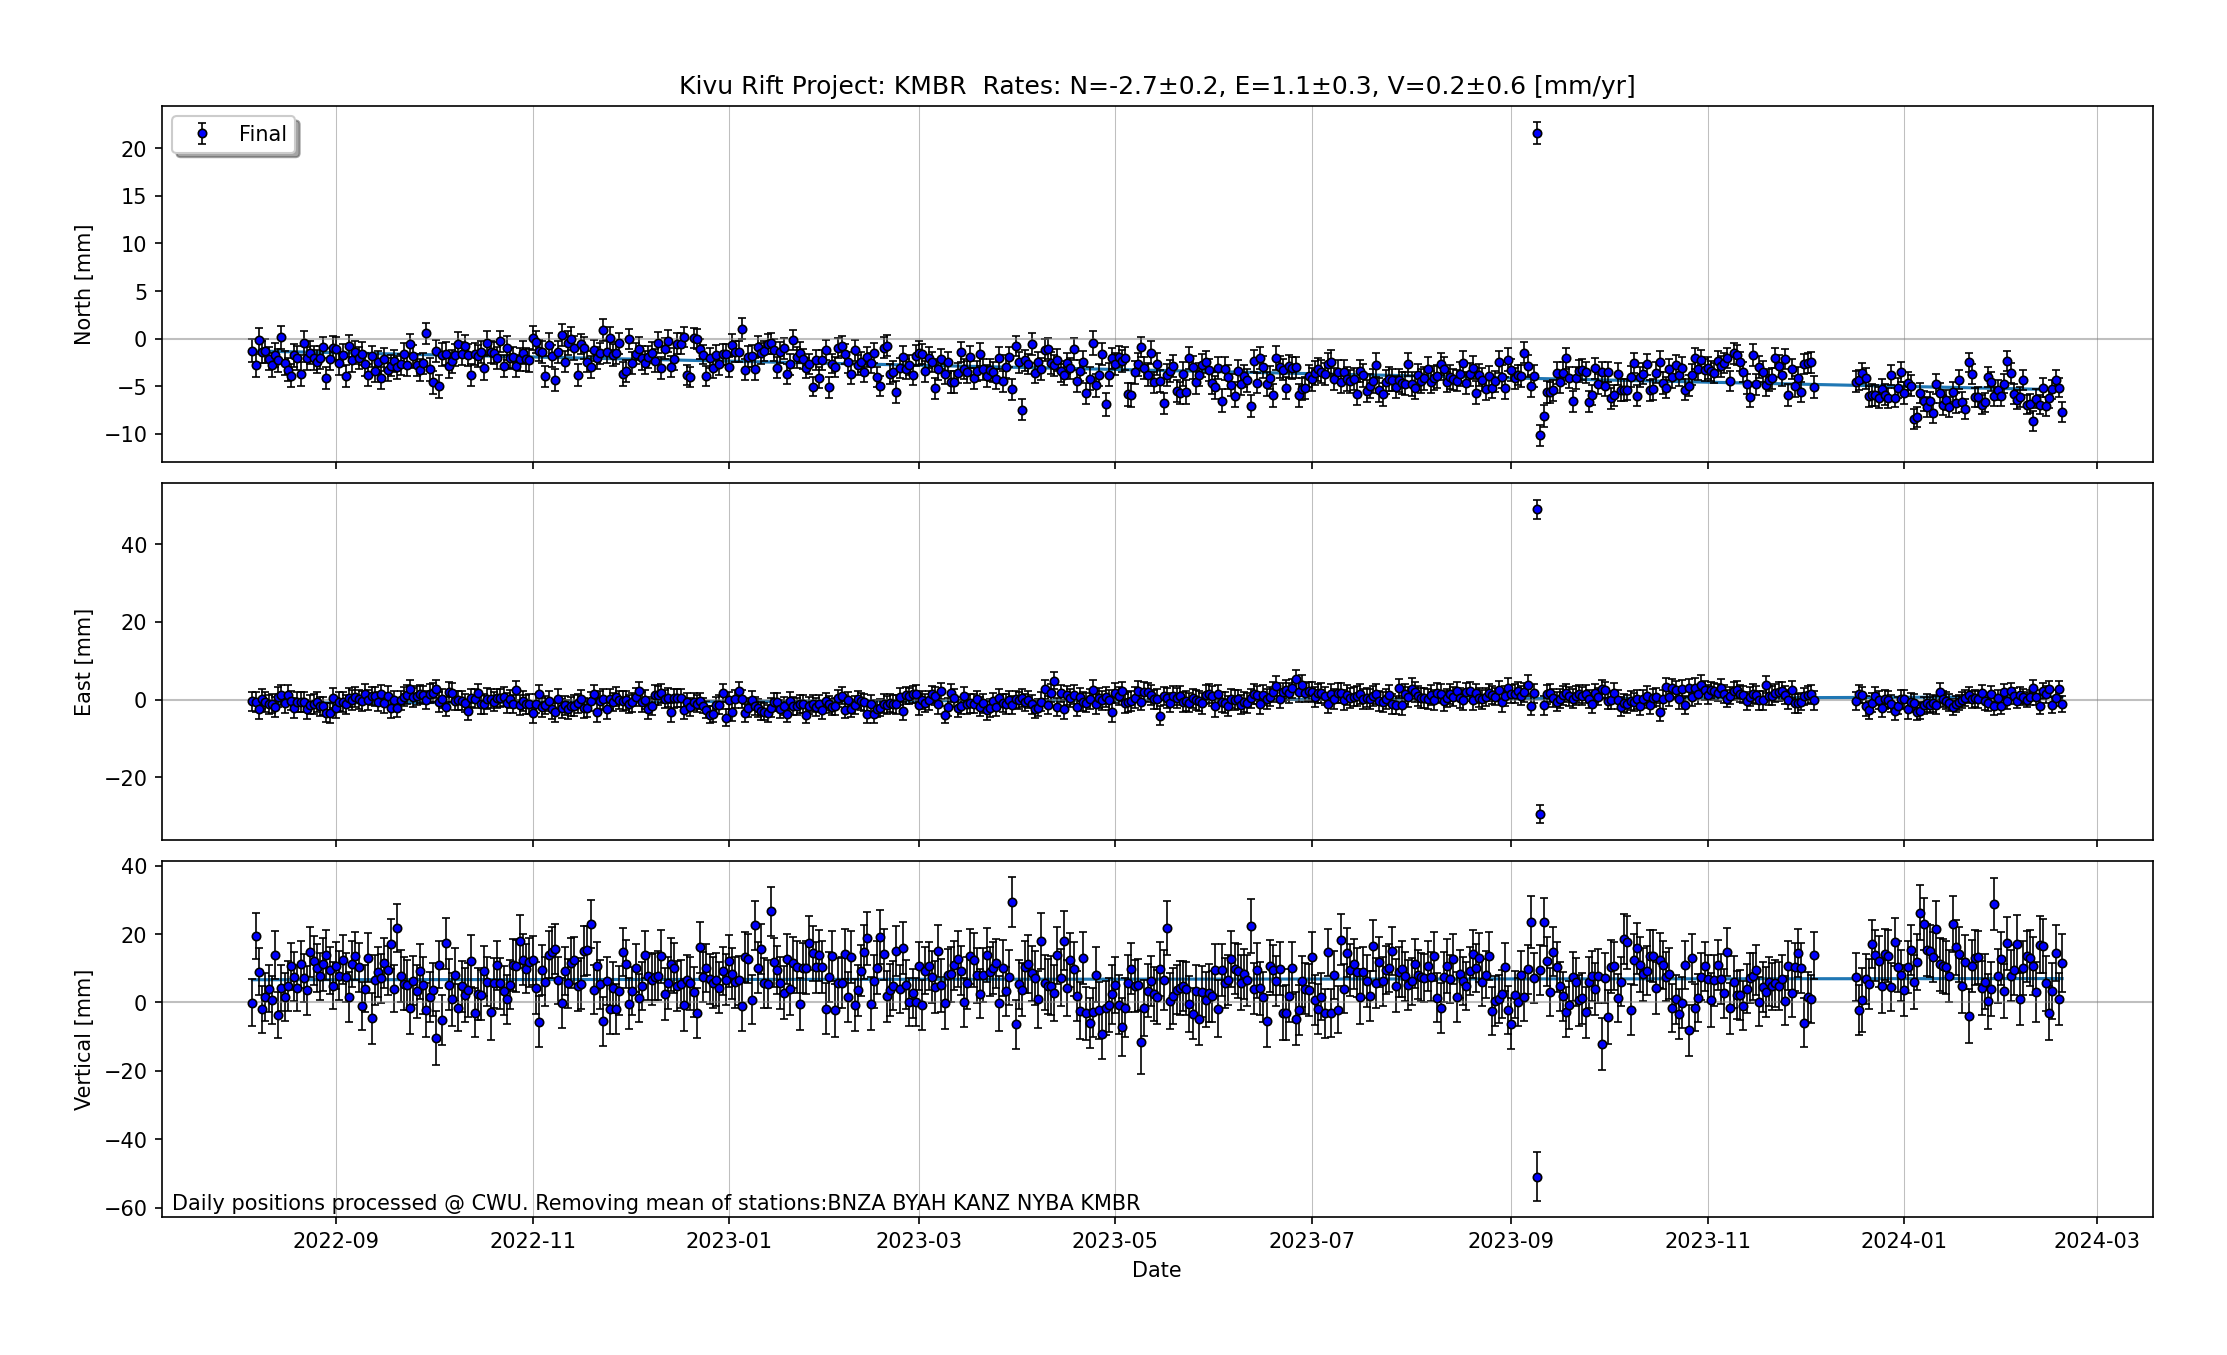 Kivu Rift Project: KMBR  Rates: N=-2.7±0.2, E=1.1±0.3, V=0.2±0.6 [mm/yr]
Final
North [mm]
20
15
10
5
0
−5
−10
East [mm]
40
20
0
−20
Vertical [mm]
40
20
0
−20
−40
−60
Daily positions processed @ CWU. Removing mean of stations:BNZA BYAH KANZ NYBA KMBR
2022-09 2022-11 2023-01 2023-03 2023-05 2023-07 2023-09 2023-11 2024-01 2024-03
Date